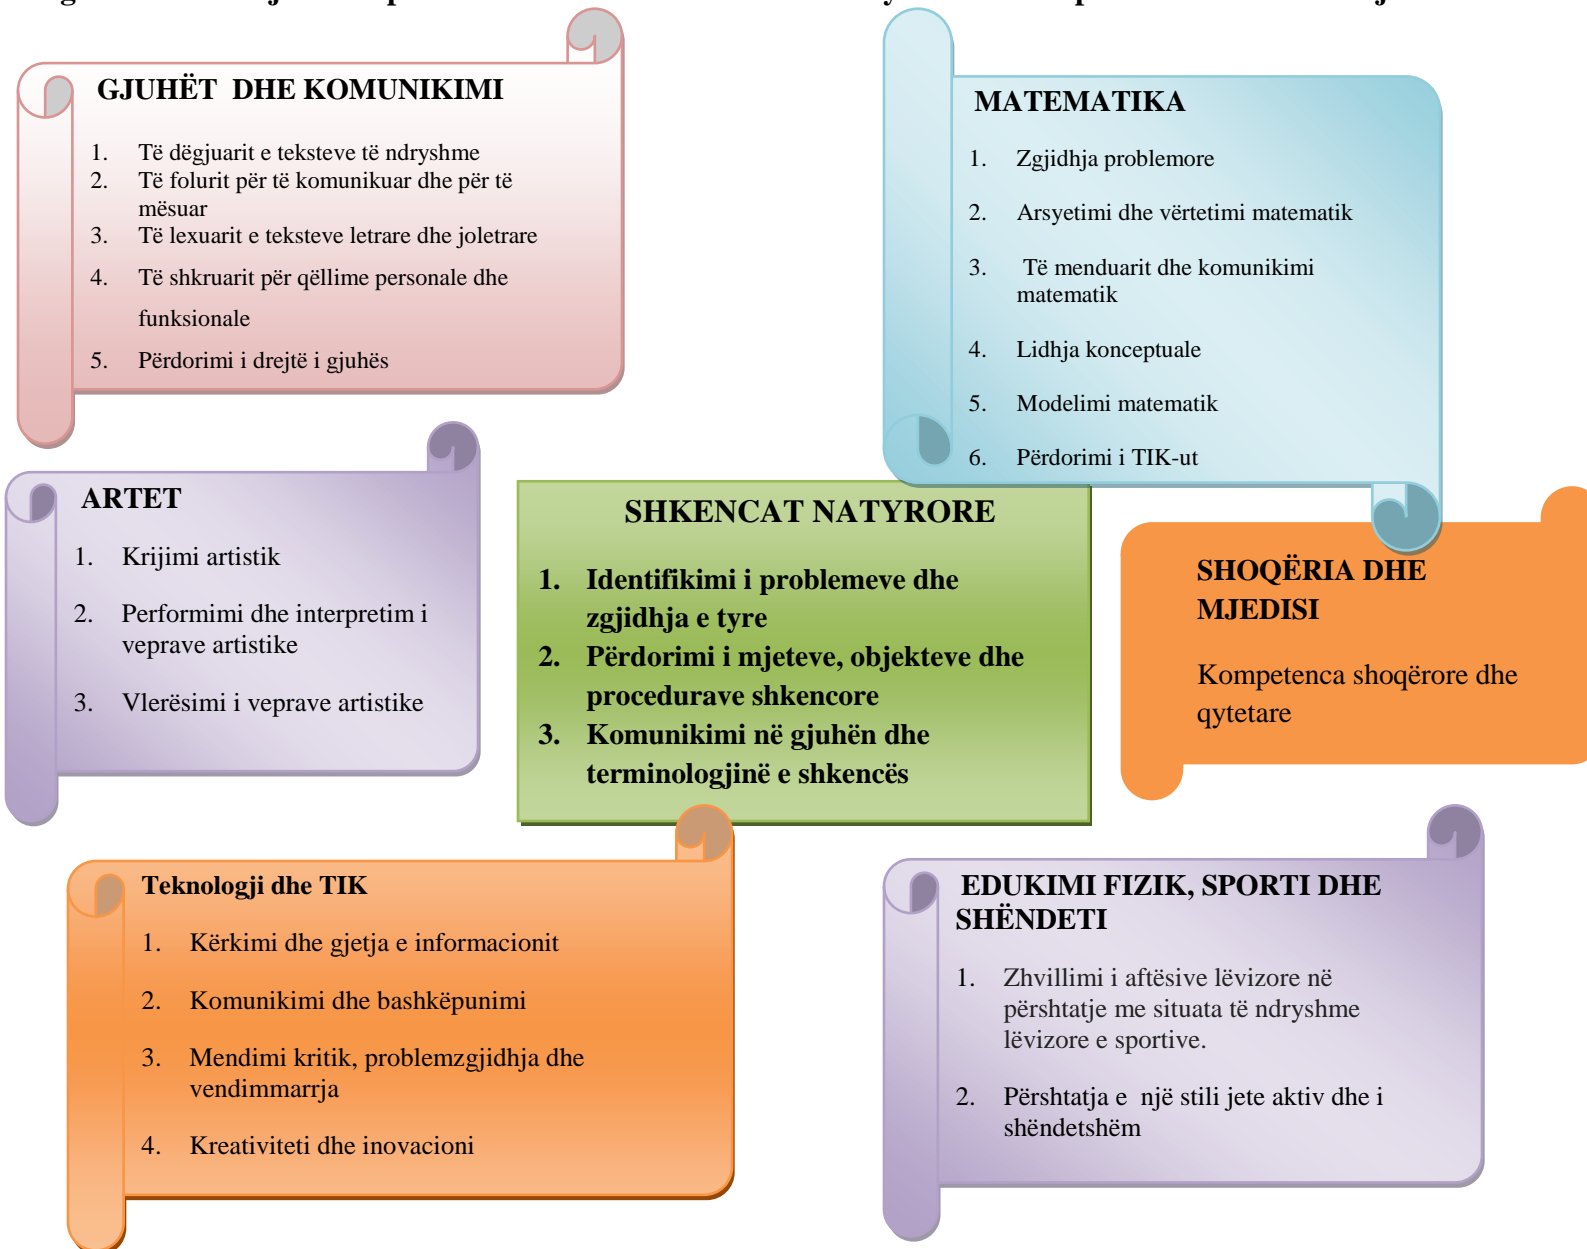 GJUHËT DHE KOMUNIKIMI
1. Të dëgjuarit e teksteve të ndryshme
2. Të folurit për të komunikuar dhe për të
mësuar
3. Të lexuarit e teksteve letrare dhe joletrare
4. Të shkruarit për qëllime personale dhe
funksionale
5. Përdorimi i drejtë i gjuhës
MATEMATIKA
1. Zgjidhja problemore
2. Arsyetimi dhe vërtetimi matematik
3. Të menduarit dhe komunikimi
matematik
4. Lidhja konceptuale
5. Modelimi matematik
6. Përdorimi i TIK-ut
ARTET
1. Krijimi artistik
2. Performimi dhe interpretim i
veprave artistike
3. Vlerësimi i veprave artistike
SHKENCAT NATYRORE
1. Identifikimi i problemeve dhe
zgjidhja e tyre
2. Përdorimi i mjeteve, objekteve dhe
procedurave shkencore
3. Komunikimi në gjuhën dhe
terminologjinë e shkencës
SHOQËRIA DHE
MJEDISI
Kompetenca shoqërore dhe
qytetare
Teknologji dhe TIK
1. Kërkimi dhe gjetja e informacionit
2. Komunikimi dhe bashkëpunimi
3. Mendimi kritik, problemzgjidhja dhe
vendimmarrja
4. Kreativiteti dhe inovacioni
EDUKIMI FIZIK, SPORTI DHE
SHËNDETI
1. Zhvillimi i aftësive lëvizore në
përshtatje me situata të ndryshme
lëvizore e sportive.
2. Përshtatja e një stili jete aktiv dhe i
shëndetshëm